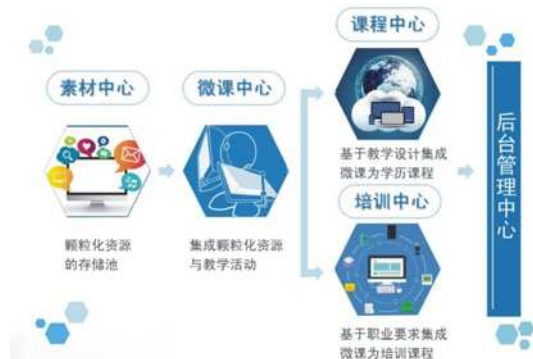 素材中心
颗粒化资源
的存储池
微课中心
集成颗粒化资源
与教学活动
课程中心
基于教学设计集成
微课为学历课程
培训中心
基于职业要求集成
微课为培训课程
后台管理中心